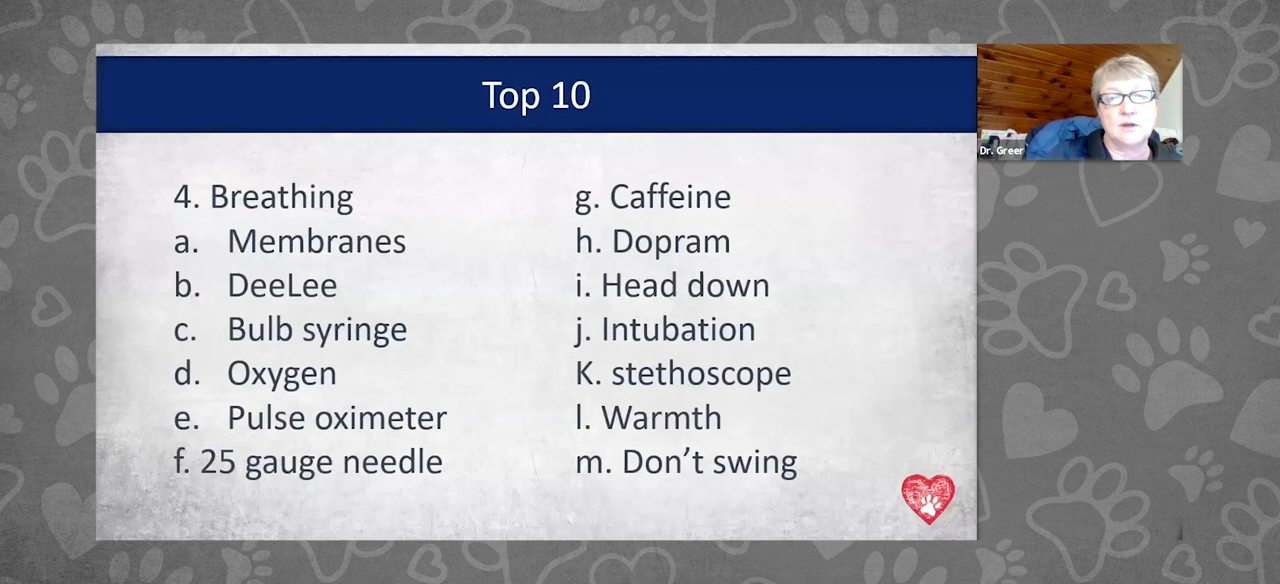 Top 10
4. Breathing
a. Membranes
b. DeeLee
c. Bulb syringe
d. Oxygen
e. Pulse oximeter
f. 25 gauge needle
g. Caffeine
h. Dopram
i. Head down
j. Intubation
K. stethoscope
l. Warmth
m. Don’t swing
Dr. Greer